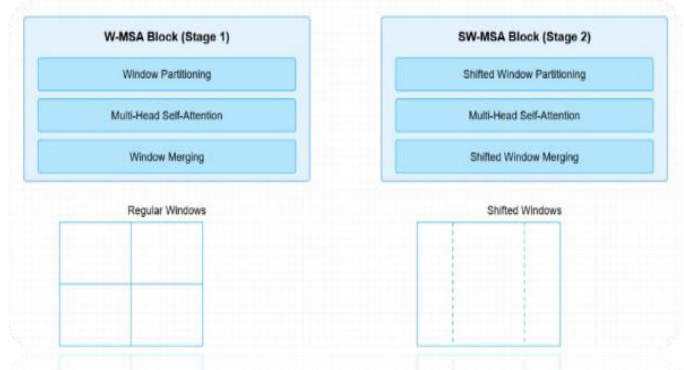 W-MSA Block (Stage 1)
Window Partitioning
Multi-Head Self-Attention
Window Merging
Regular Windows
SW-MSA Block (Stage 2)
Shifted Window Partitioning
Multi-Head Self-Attention
Shifted Window Merging
Shifted Windows